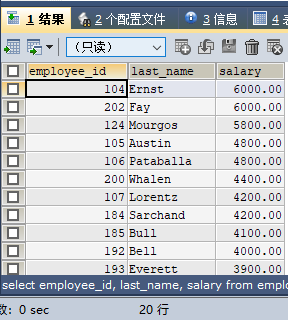 1 结果 2 个配置文件 3 信息 4
（只读）
employee_id last_name salary
104 Ernst 6000.00
202 Fay 6000.00
124 Mourgos 5800.00
105 Austin 4800.00
106 Pataballa 4800.00
200 Whalen 4400.00
107 Lorentz 4200.00
184 Sarchand 4200.00
185 Bull 4100.00
192 Bell 4000.00
193 Everett 3900.00
select employee_id, last_name, salary from emplo
数: 0 sec 20 行